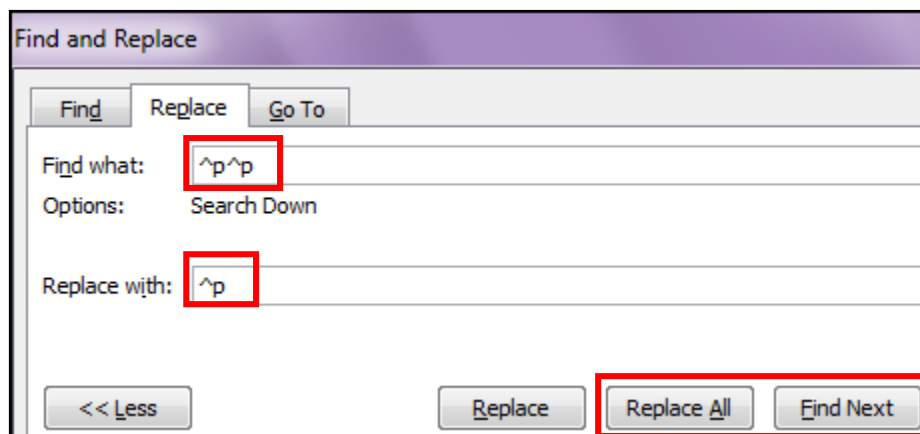 Find and Replace
Find Replace Go To
Find what: ^p^p
Options: Search Down
Replace with: ^p
<< Less Replace Replace All Find Next